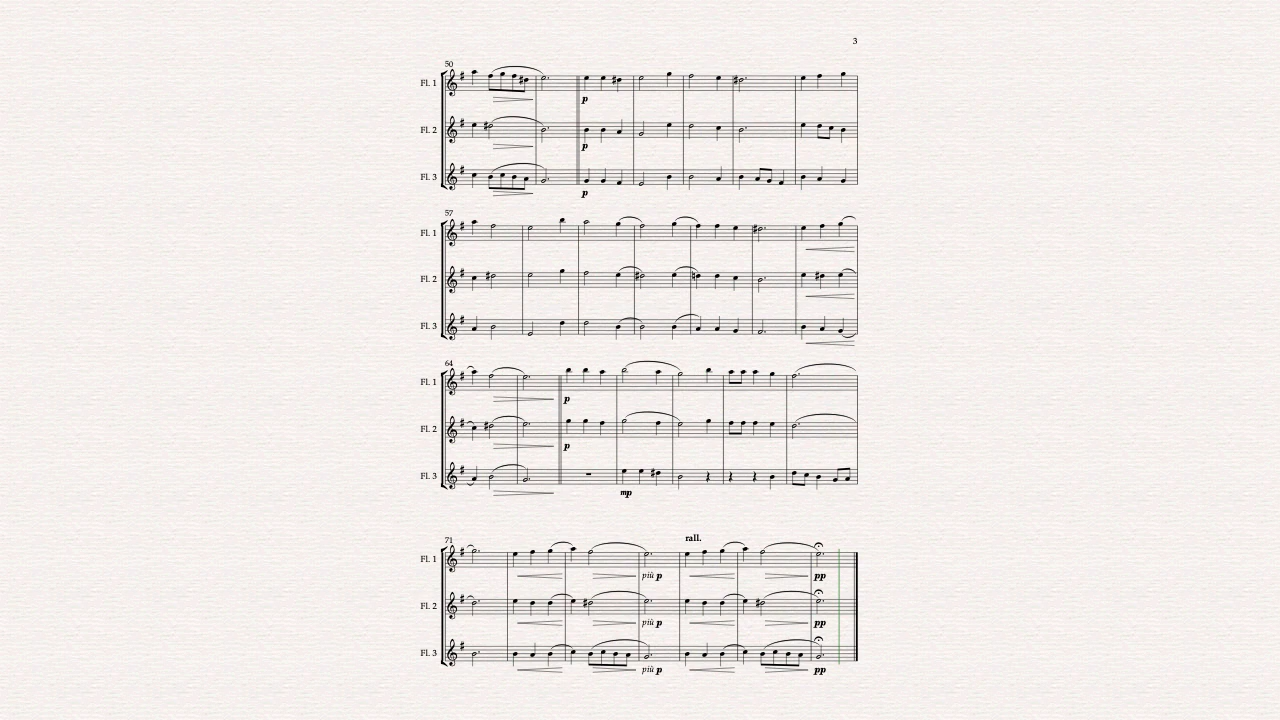 3
50
Fl. 1
p
Fl. 2
p
Fl. 3
p
57
Fl. 1
Fl. 2
Fl. 3
64
Fl. 1
p
Fl. 2
p
Fl. 3
mp
rall.
71
Fl. 1
più p pp
Fl. 2
più p pp
Fl. 3
più p pp